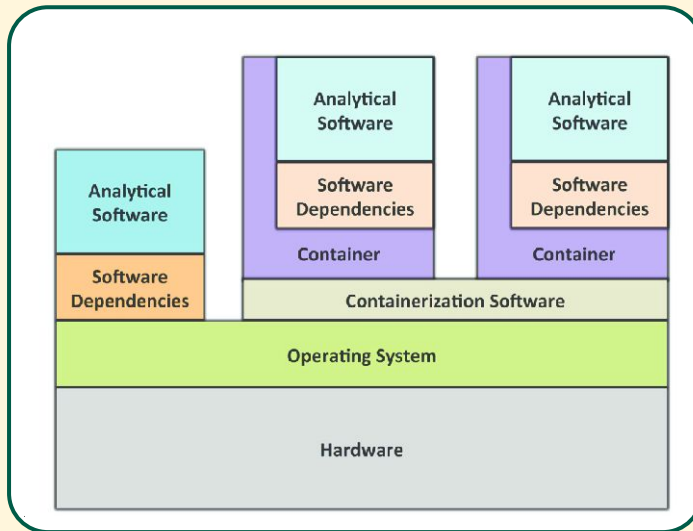 Analytical
Software
Software
Dependencies
Container
Analytical
Software
Software
Dependencies
Container
Analytical
Software
Software
Dependencies
Containerization Software
Operating System
Hardware